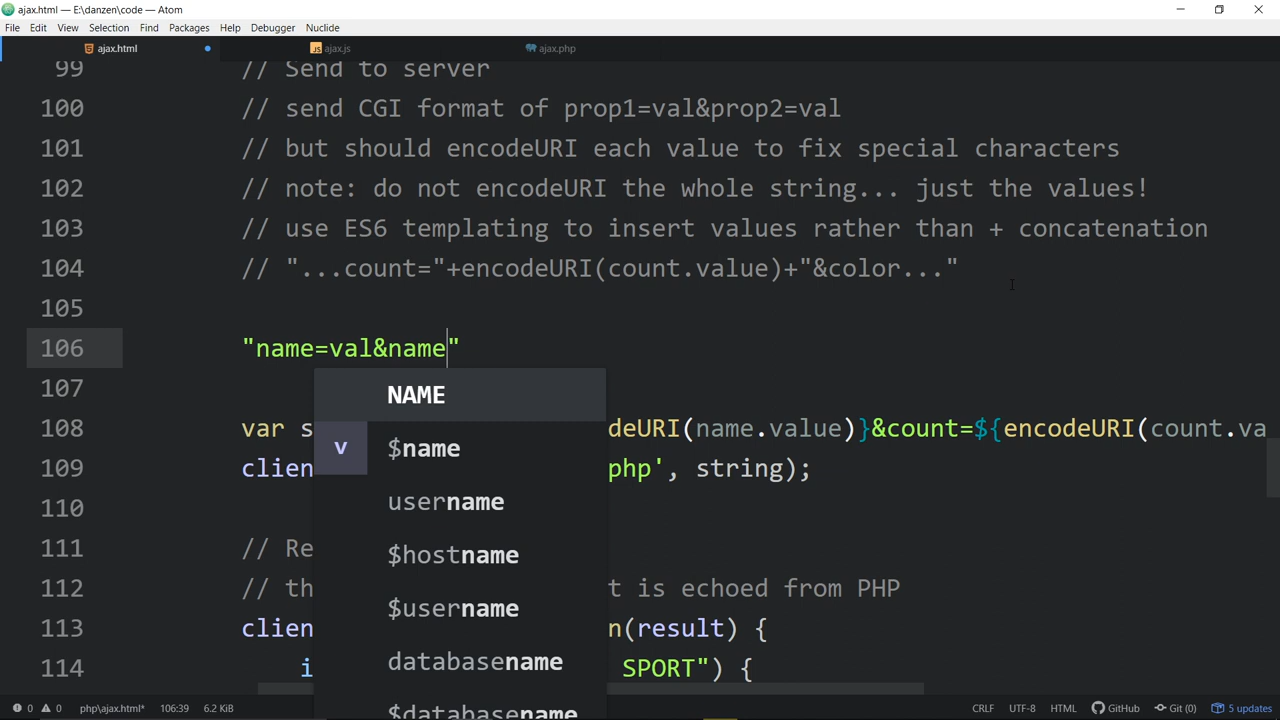 ajax.html — E:\danzen\code — Atom
File Edit View Selection Find Packages Help Debugger Nuclide
ajax.html ajax.js ajax.php
99 // Send to server
100 // send CGI format of prop1=val&prop2=val
101 // but should encodeURI each value to fix special characters
102 // note: do not encodeURI the whole string... just the values!
103 // use ES6 templating to insert values rather than + concatenation
104 // "...count="+encodeURI(count.value)+"&color..."
105
106 "name=val&name"
107
NAME
108 var s deURI(name.value)}&count=${encodeURI(count.va
v $name
109 clien php', string);
110
username
111 // Re
$hostname
112 // th t is echoed from PHP
$username
113 clien n(result) {
databasename
114 i SPORT") {
$databasename
0 0 php\ajax.html* 106:39 6.2 KiB CRLF UTF-8 HTML GitHub Git (0) 5 updates